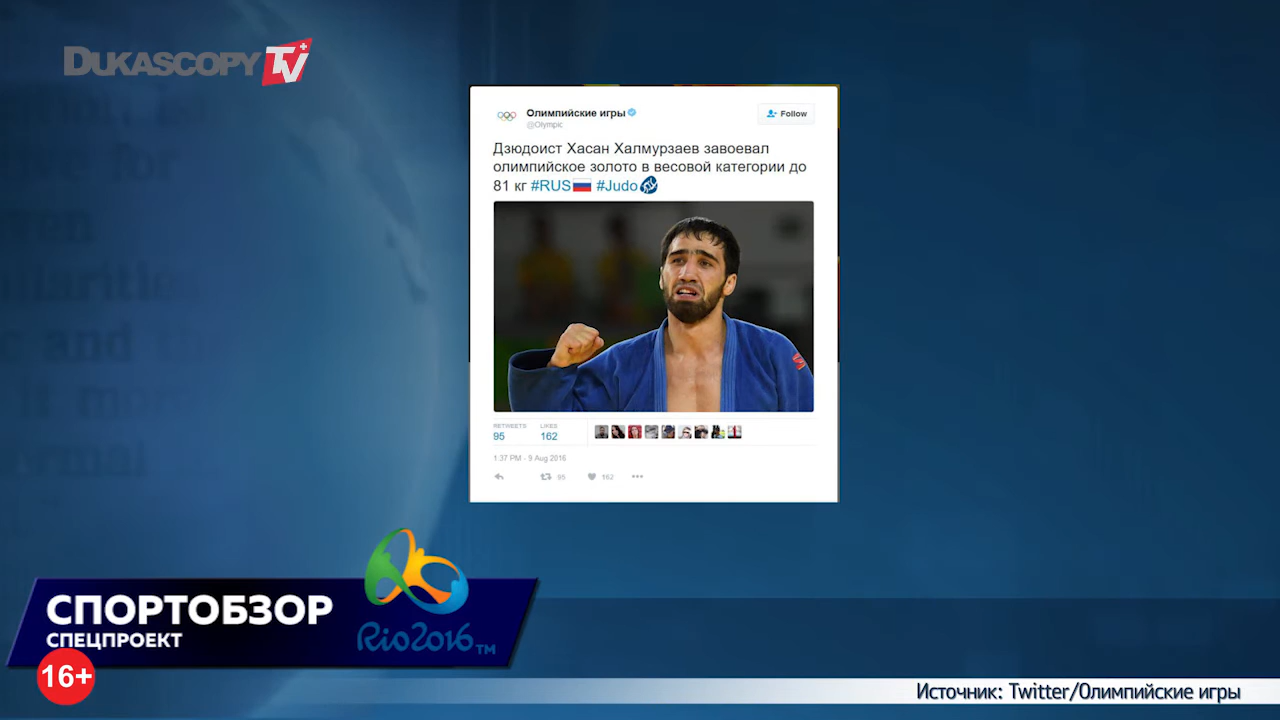 DUKASCOPY TV+
Олимпийские игры
Follow
@Olympic
Дзюдоист Хасан Халмурзаев завоевал
олимпийское золото в весовой категории до
81 кг #RUS #Judo
RETWEETS LIKES
95 162
1:37 PM - 9 Aug 2016
95 162
СПОРТОБЗОР
СПЕЦПРОЕКТ
Rio2016™
16+
Источник: Twitter/Олимпийские игры